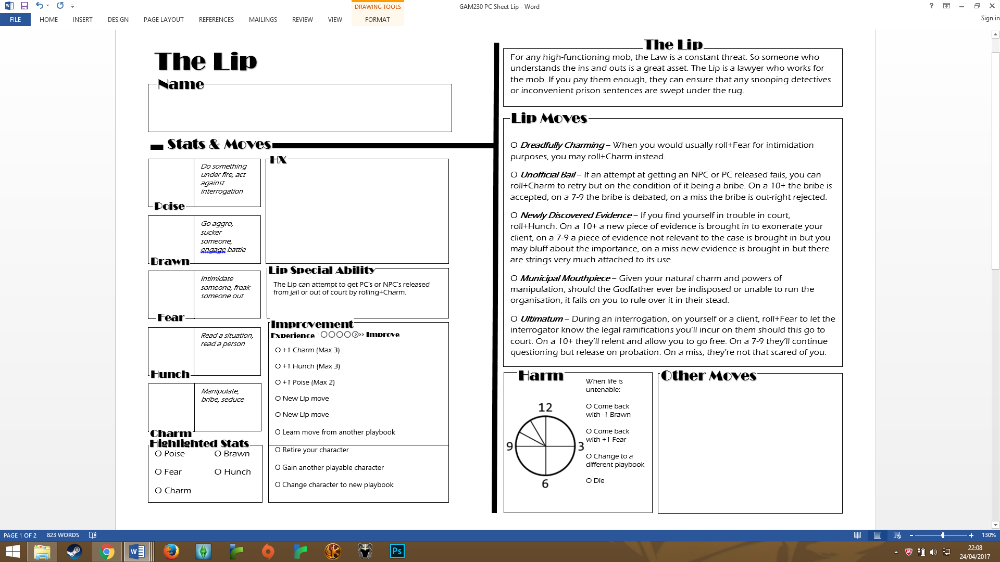 DRAWING TOOLS
GAM230 PC Sheet Lip - Word
?
FILE
HOME
INSERT
DESIGN
PAGE LAYOUT
REFERENCES
MAILINGS
REVIEW
VIEW
FORMAT
Sign in
The Lip
Name
Stats & Moves
Do something
under fire, act
against
interrogation
Poise
Go aggro,
sucker
someone,
engage battle
Brawn
Intimidate
someone, freak
someone out
Fear
Read a situation,
read a person
Hunch
Manipulate,
bribe, seduce
Charm
Highlighted Stats
O Poise
O Brawn
O Fear
O Hunch
O Charm
HX
Lip Special Ability
The Lip can attempt to get PC's or NPC's released
from jail or out of court by rolling+Charm.
Improvement
Experience
Improve
O +1 Charm (Max 3)
O +1 Hunch (Max 3)
O +1 Poise (Max 2)
O New Lip move
O New Lip move
O Learn move from another playbook
O Retire your character
O Gain another playable character
O Change character to new playbook
The Lip
For any high-functioning mob, the Law is a constant threat. So someone who
understands the ins and outs is a great asset. The Lip is a lawyer who works for
the mob. If you pay them enough, they can ensure that any snooping detectives
or inconvenient prison sentences are swept under the rug.
Lip Moves
O Dreadfully Charming – When you would usually roll+Fear for intimidation
purposes, you may roll+Charm instead.
O Unofficial Bail – If an attempt at getting an NPC or PC released fails, you can
roll+Charm to retry but on the condition of it being a bribe. On a 10+ the bribe is
accepted, on a 7-9 the bribe is debated, on a miss the bribe is out-right rejected.
O Newly Discovered Evidence – If you find yourself in trouble in court,
roll+Hunch. On a 10+ a new piece of evidence is brought in to exonerate your
client, on a 7-9 a piece of evidence not relevant to the case is brought in but you
may bluff about the importance, on a miss new evidence is brought in but there
are strings very much attached to its use.
O Municipal Mouthpiece – Given your natural charm and powers of
manipulation, should the Godfather ever be indisposed or unable to run the
organisation, it falls on you to rule over it in their stead.
O Ultimatum – During an interrogation, on yourself or a client, roll+Fear to let the
interrogator know the legal ramifications you'll incur on them should this go to
court. On a 10+ they'll relent and allow you to go free. On a 7-9 they'll continue
questioning but release on probation. On a miss, they're not that scared of you.
Harm
12
9
3
6
When life is
untenable:
O Come back
with -1 Brawn
O Come back
with +1 Fear
O Change to a
different playbook
O Die
Other Moves
PAGE 1 OF 2
823 WORDS
130%
Ps
22:08
24/04/2017